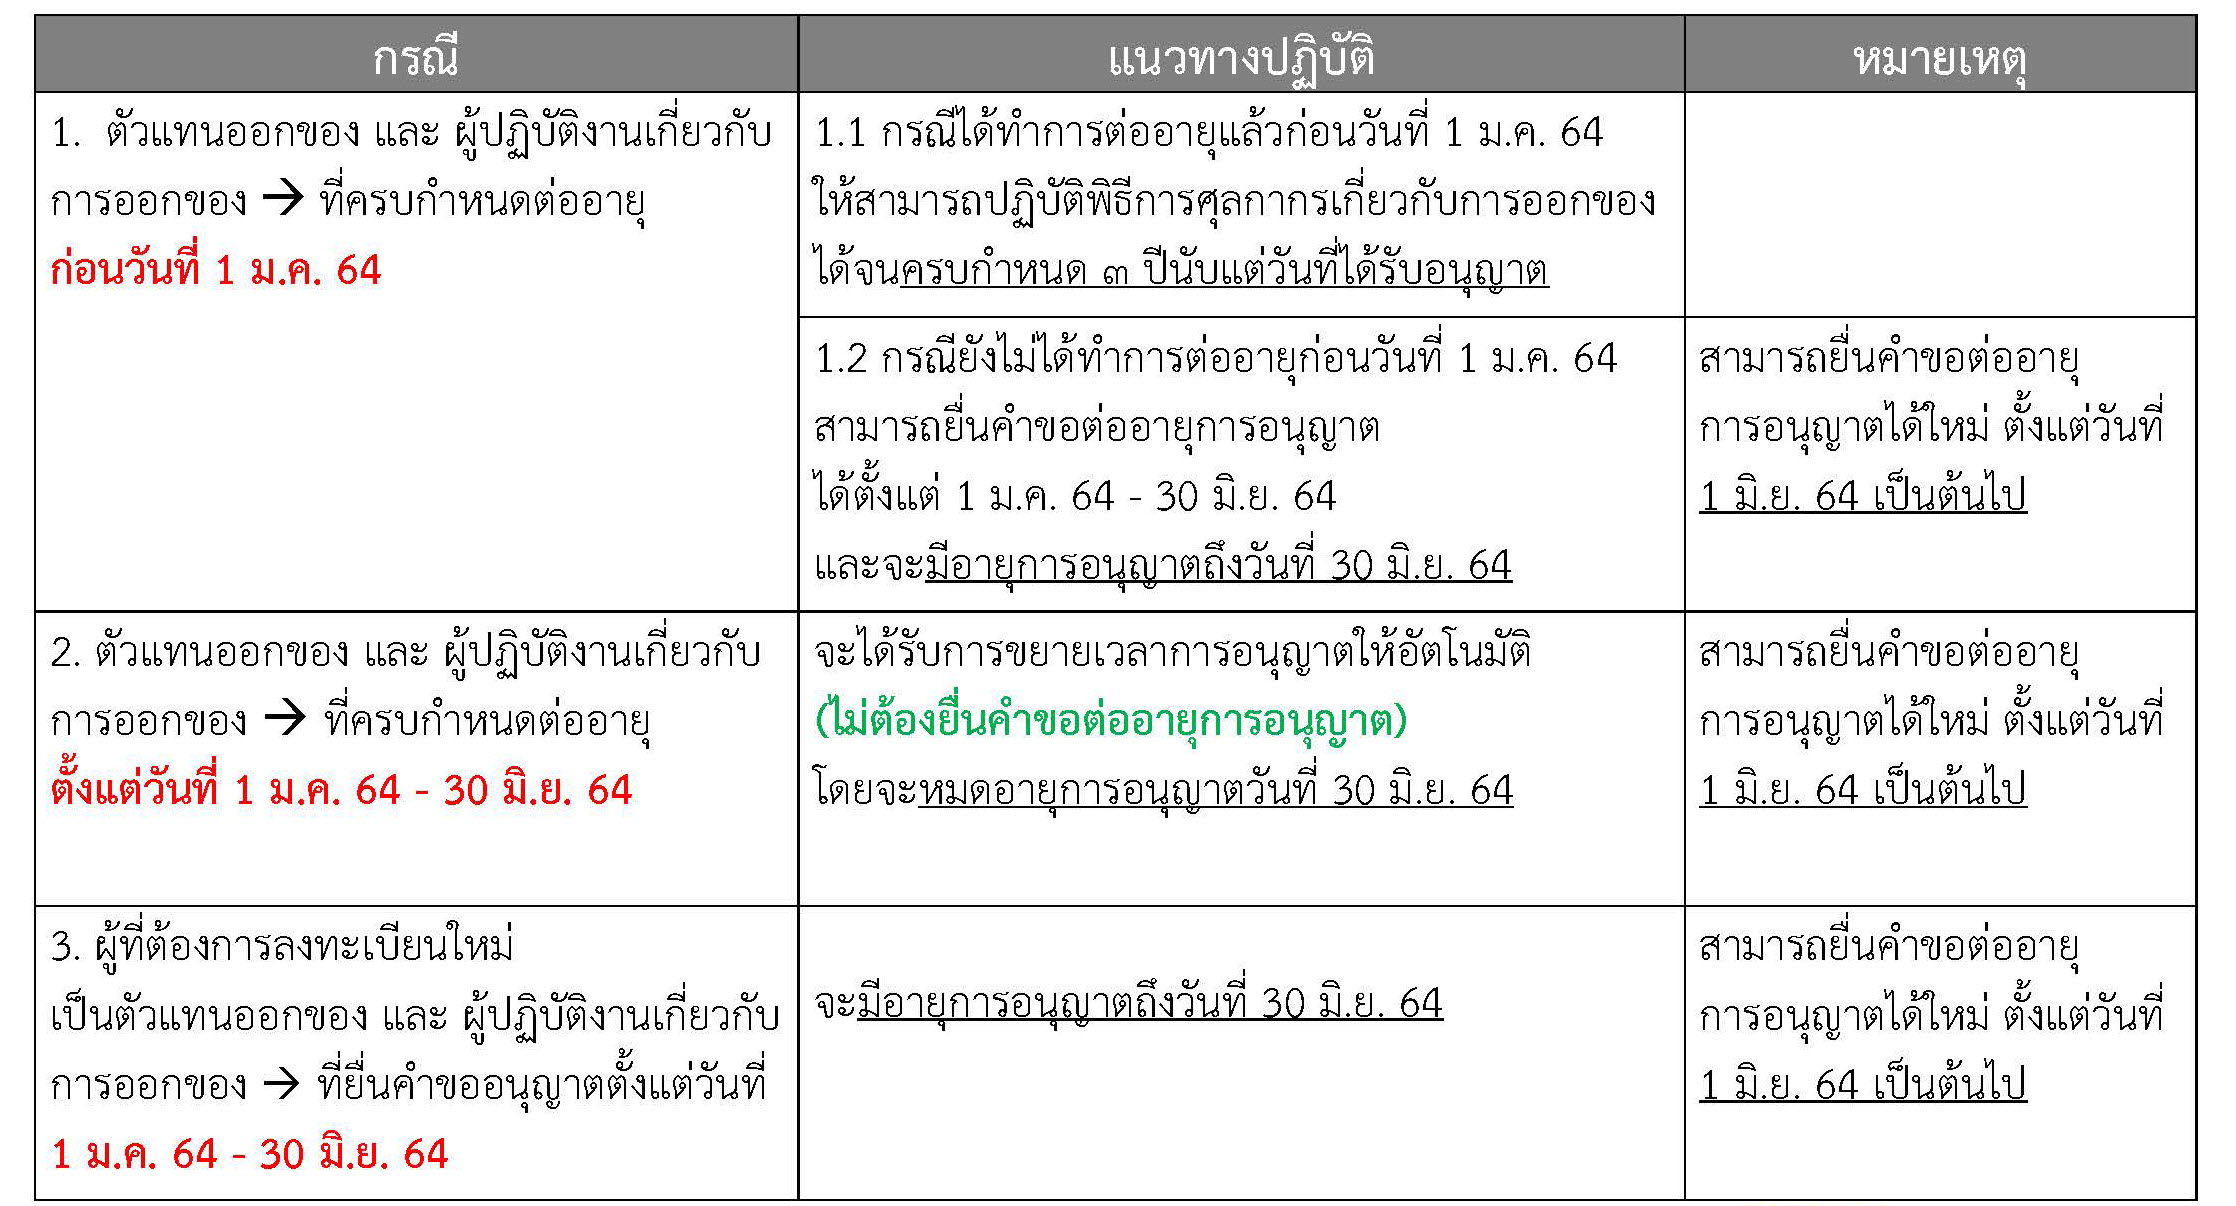 กรณี
แนวทางปฏิบัติ
หมายเหตุ
1. ตัวแทนออกของ และ ผู้ปฏิบัติงานเกี่ยวกับ
การออกของ → ที่ครบกำหนดต่ออายุ
ก่อนวันที่ 1 ม.ค. 64
1.1 กรณีได้ทำการต่ออายุแล้วก่อนวันที่ 1 ม.ค. 64
ให้สามารถปฏิบัติพิธีการศุลกากรเกี่ยวกับการออกของ
ได้จนครบกำหนด ๓ ปีนับแต่วันที่ได้รับอนุญาต
1.2 กรณียังไม่ได้ทำการต่ออายุก่อนวันที่ 1 ม.ค. 64
สามารถยื่นคำขอต่ออายุการอนุญาต
ได้ตั้งแต่ 1 ม.ค. 64 - 30 มิ.ย. 64
และจะมีอายุการอนุญาตถึงวันที่ 30 มิ.ย. 64
สามารถยื่นคำขอต่ออายุ
การอนุญาตได้ใหม่ ตั้งแต่วันที่
1 มิ.ย. 64 เป็นต้นไป
2. ตัวแทนออกของ และ ผู้ปฏิบัติงานเกี่ยวกับ
การออกของ → ที่ครบกำหนดต่ออายุ
ตั้งแต่วันที่ 1 ม.ค. 64 - 30 มิ.ย. 64
จะได้รับการขยายเวลาการอนุญาตให้อัตโนมัติ
(ไม่ต้องยื่นคำขอต่ออายุการอนุญาต)
โดยจะหมดอายุการอนุญาตวันที่ 30 มิ.ย. 64
สามารถยื่นคำขอต่ออายุ
การอนุญาตได้ใหม่ ตั้งแต่วันที่
1 มิ.ย. 64 เป็นต้นไป
3. ผู้ที่ต้องการลงทะเบียนใหม่
เป็นตัวแทนออกของ และ ผู้ปฏิบัติงานเกี่ยวกับ
การออกของ → ที่ยื่นคำขออนุญาตตั้งแต่วันที่
1 ม.ค. 64 - 30 มิ.ย. 64
จะมีอายุการอนุญาตถึงวันที่ 30 มิ.ย. 64
สามารถยื่นคำขอต่ออายุ
การอนุญาตได้ใหม่ ตั้งแต่วันที่
1 มิ.ย. 64 เป็นต้นไป